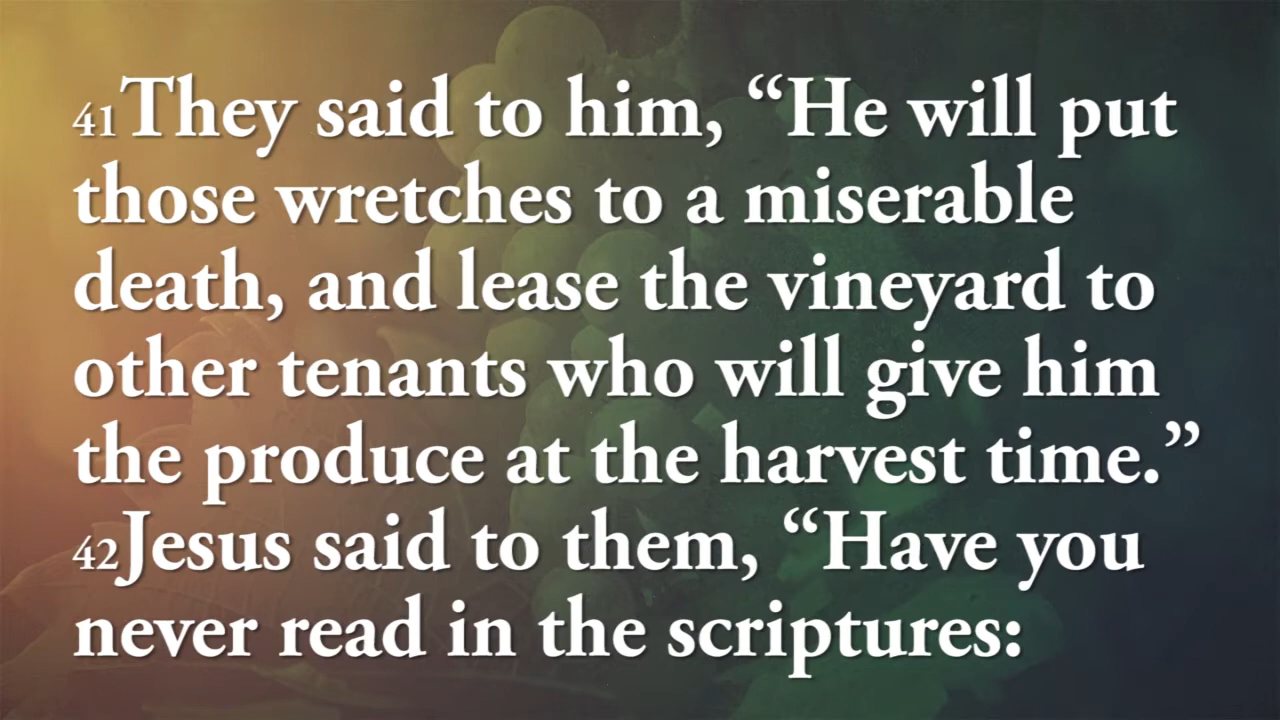 41They said to him, “He will put
those wretches to a miserable
death, and lease the vineyard to
other tenants who will give him
the produce at the harvest time.”
42Jesus said to them, “Have you
never read in the scriptures: